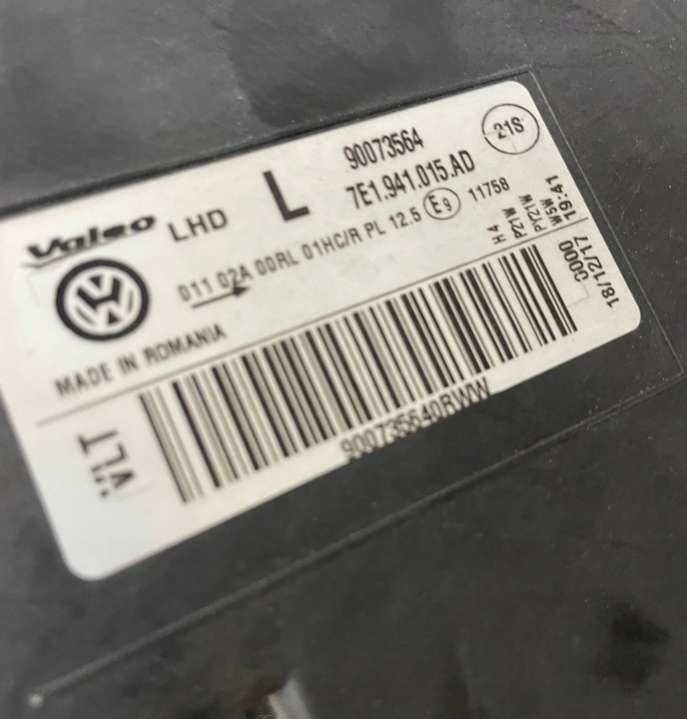 Valeo LHD L 90073564 21S
7E1.941.015.AD
011 02A 00RL 01HC/R PL 12.5 E9 11758
H4
P21W
PY21W
W5W
19:41
MADE IN ROMANIA
0000
18/12/17
VLT